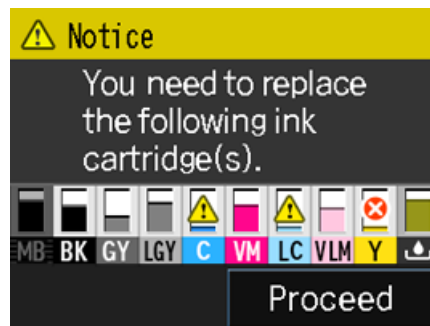 Notice
You need to replace
the following ink
cartridge(s).
MB BK GY LGY C VM LC VLM Y
Proceed